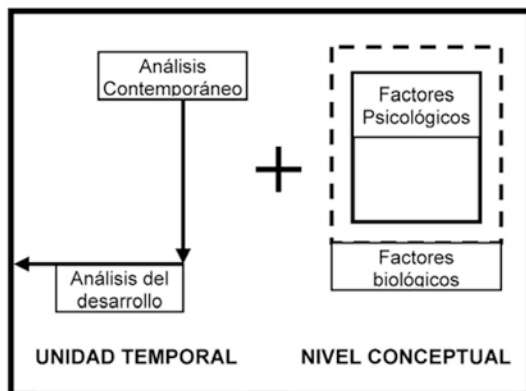 Análisis
Contemporáneo
Factores
Psicológicos
Análisis del
desarrollo
Factores
biológicos
UNIDAD TEMPORAL
NIVEL CONCEPTUAL